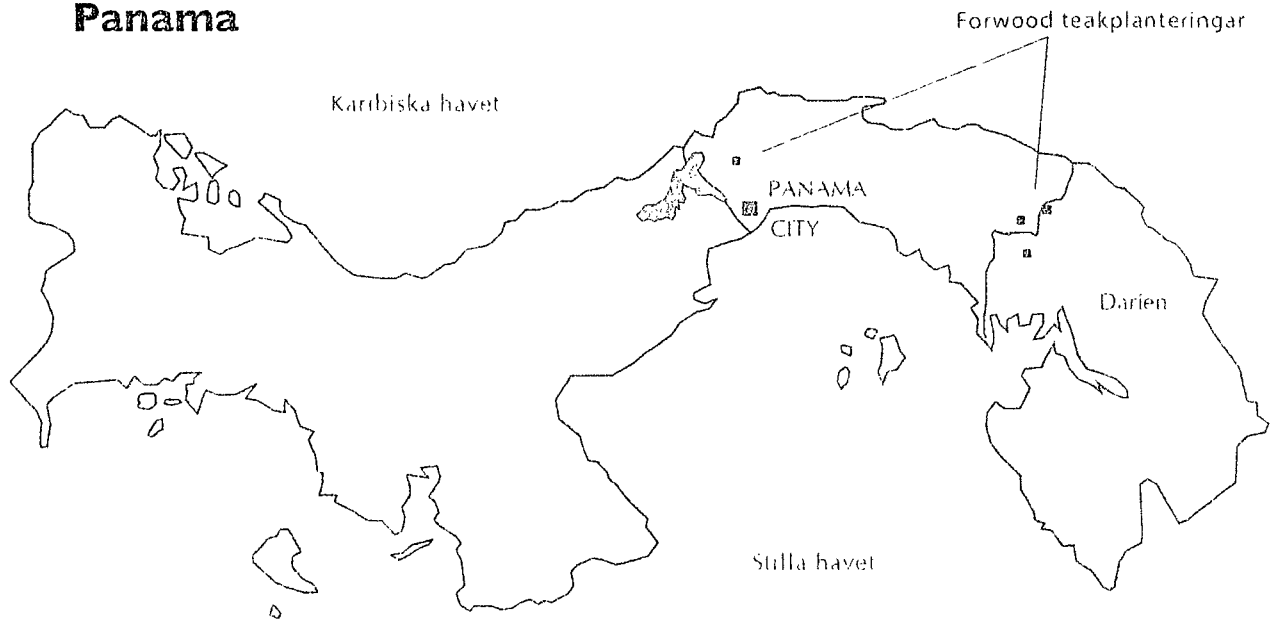 Panama
Forwood teakplanteringar
Karibiska havet
PANAMA
CITY
Darien
Stilla havet